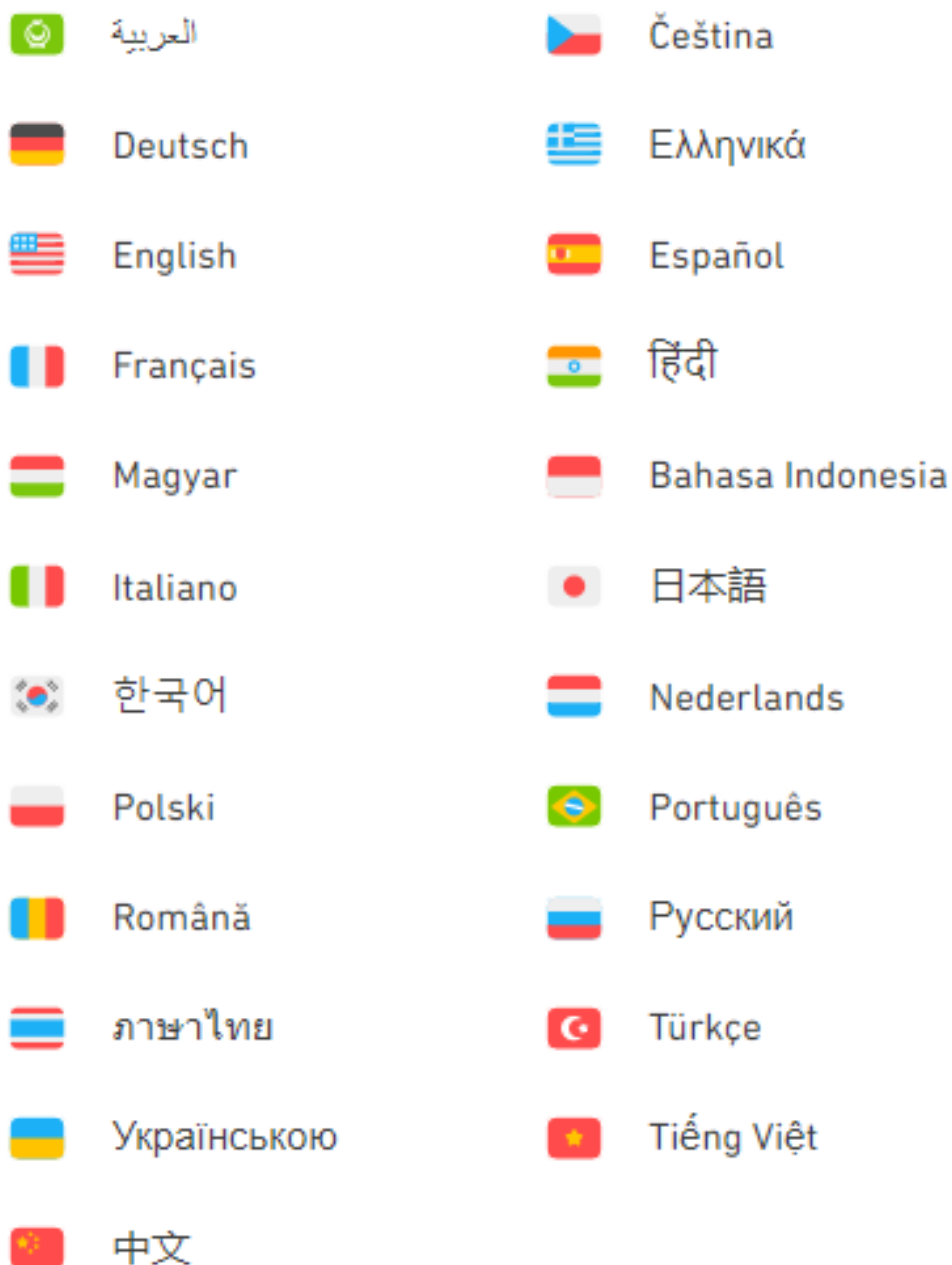 العربية
Čeština
Deutsch
Ελληνικά
English
Español
Français
हिंदी
Magyar
Bahasa Indonesia
Italiano
日本語
한국어
Nederlands
Polski
Português
Română
Русский
ภาษาไทย
Türkçe
Українською
Tiếng Việt
中文